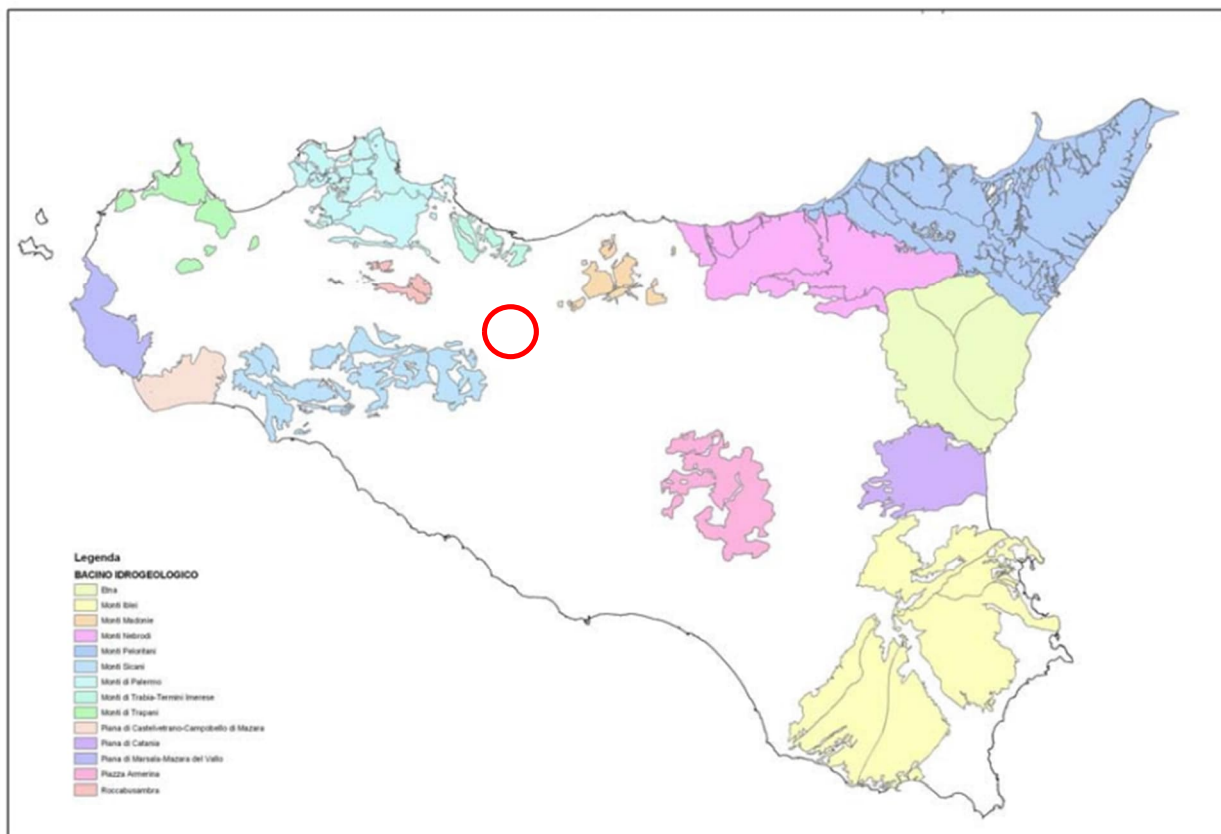 Legenda
BACINO IDROGEOLOGICO
Etna
Monti Iblei
Monti Madonie
Monti Nebrodi
Monti Peloritani
Monti Sicani
Monti di Palermo
Monti di Trabia-Termini Imerese
Monti di Trapani
Piana di Castelvetrano-Campobello di Mazara
Piana di Catania
Piana di Marsala-Mazara del Vallo
Piazza Armerina
Roccabusambra